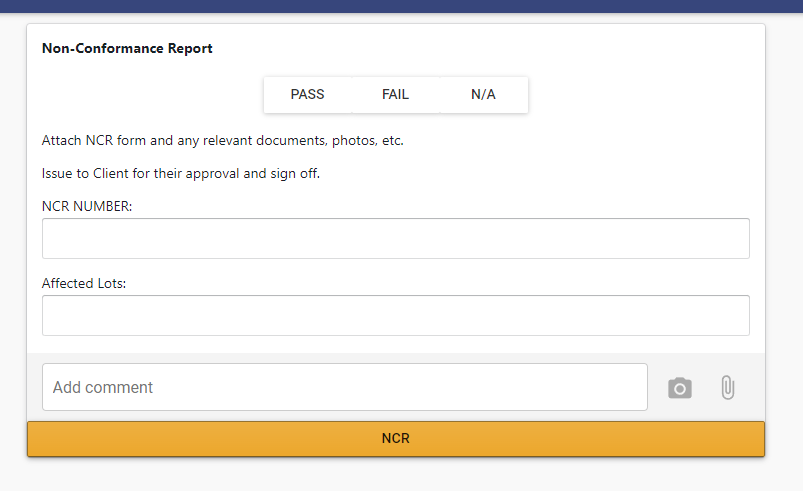 Non-Conformance Report
PASS FAIL N/A
Attach NCR form and any relevant documents, photos, etc.
Issue to Client for their approval and sign off.
NCR NUMBER:
Affected Lots:
Add comment
NCR